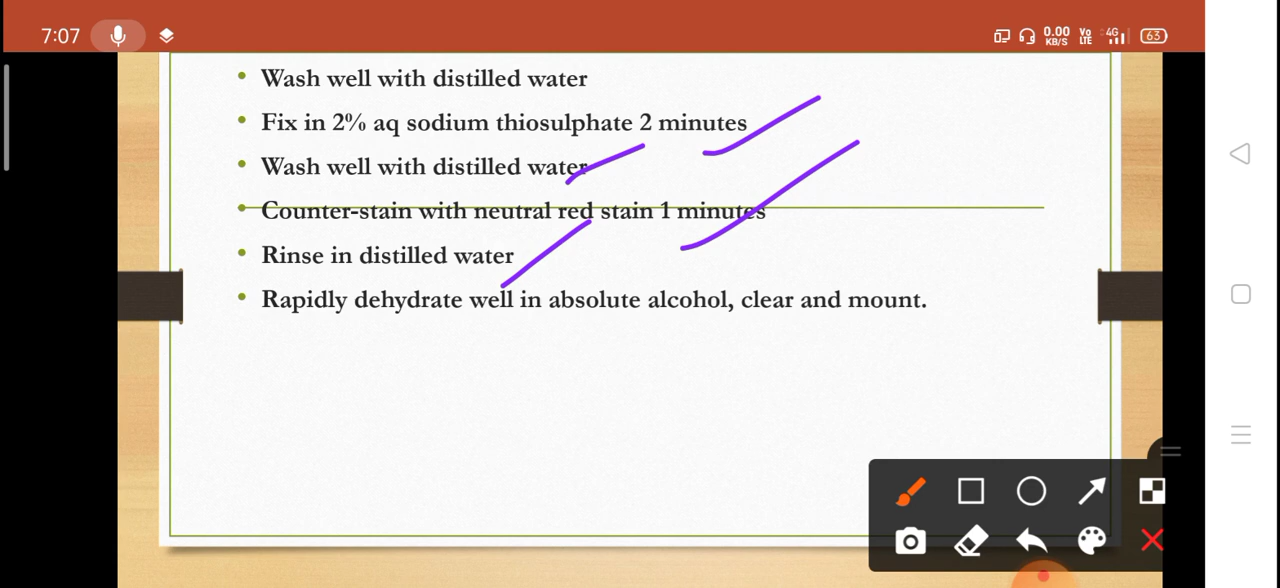 7:07
0.00 KB/S Vo LTE 4G 63
Wash well with distilled water
Fix in 2% aq sodium thiosulphate 2 minutes
Wash well with distilled water
Counter-stain with neutral red stain 1 minutes
Rinse in distilled water
Rapidly dehydrate well in absolute alcohol, clear and mount.